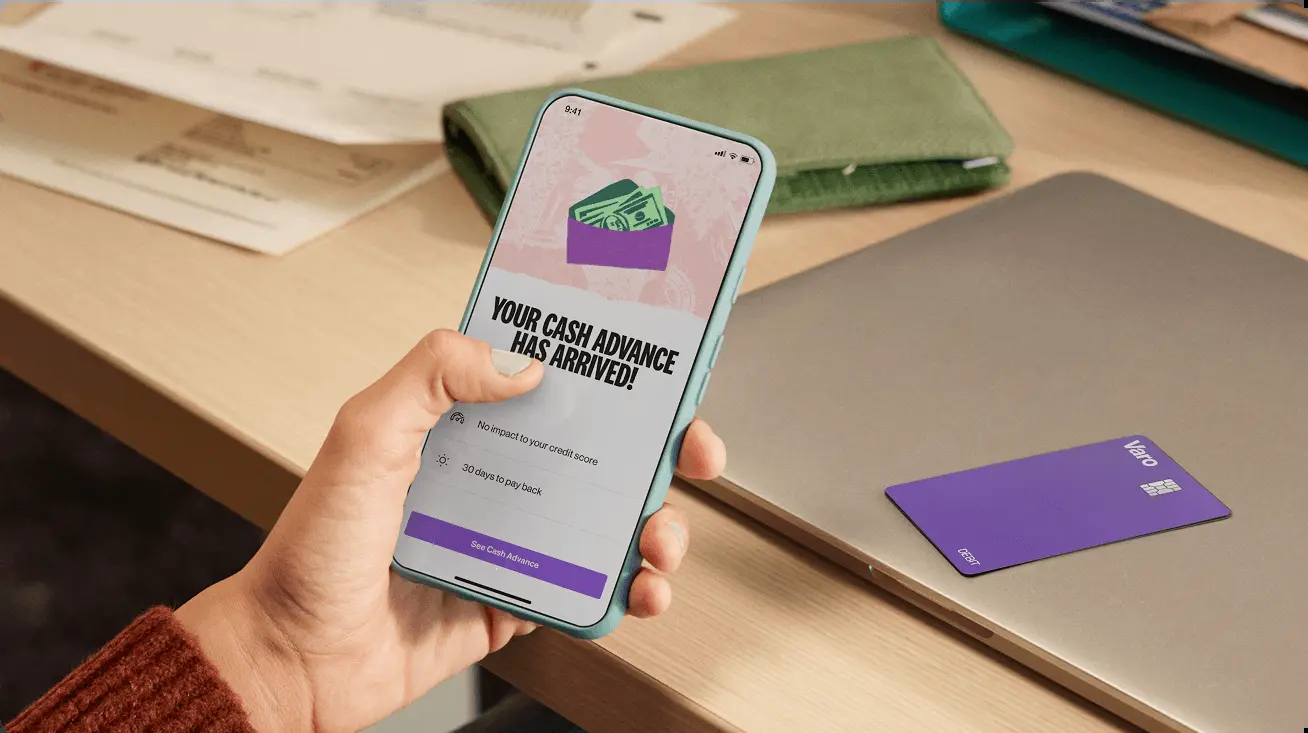 9:41
YOUR CASH ADVANCE
HAS ARRIVED!
No impact to your credit score
30 days to pay back
See Cash Advance
Varo
DEBIT